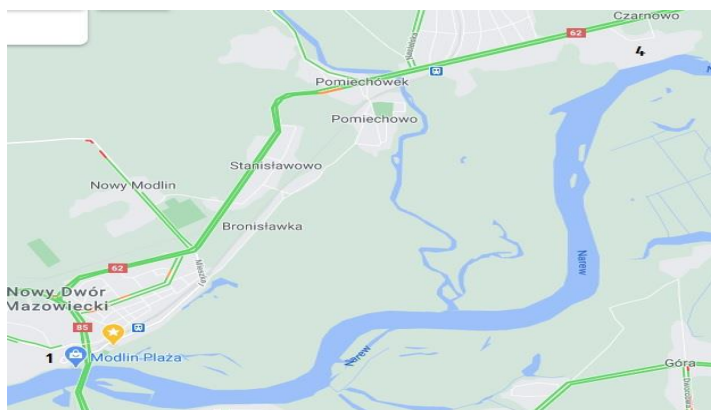 Czarnowo
62
4
Pomiechówek
Pomiechowo
Stanisławowo
Nowy Modlin
Bronisławka
Narew
62
Nowy Dwór
Mazowiecki
85
1
Modlin Plaża
Narew
Góra